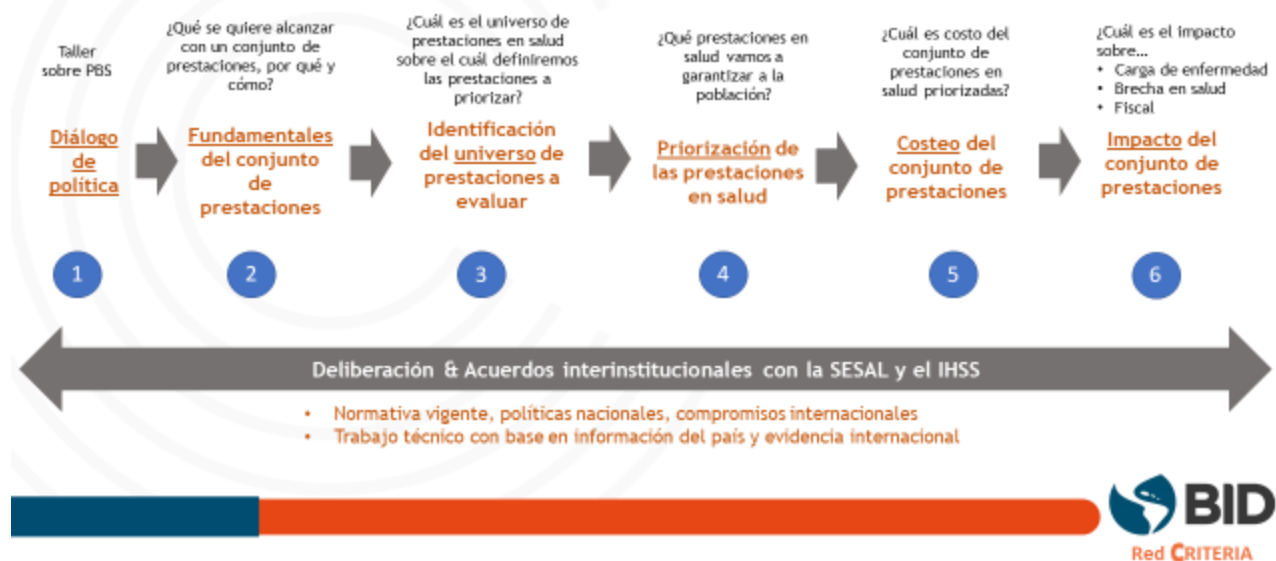 Taller
sobre PBS
¿Qué se quiere alcanzar
con un conjunto de
prestaciones, por qué y
cómo?
¿Cuál es el universo de
prestaciones en salud
sobre el cuál definiremos
las prestaciones a
priorizar?
¿Qué prestaciones en
salud vamos a
garantizar a la
población?
¿Cuál es costo del
conjunto de
prestaciones en
salud priorizadas?
¿Cuál es el impacto
sobre...
• Carga de enfermedad
• Brecha en salud
• Fiscal
Diálogo
de
política
Fundamentales
del conjunto
de
prestaciones
Identificación
del universo de
prestaciones a
evaluar
Priorización de
las prestaciones
en salud
Costeo del
conjunto de
prestaciones
Impacto del
conjunto de
prestaciones
1
2
3
4
5
6
Deliberación & Acuerdos interinstitucionales con la SESAL y el IHSS
• Normativa vigente, políticas nacionales, compromisos internacionales
• Trabajo técnico con base en información del país y evidencia internacional
BID
Red CRITERIA